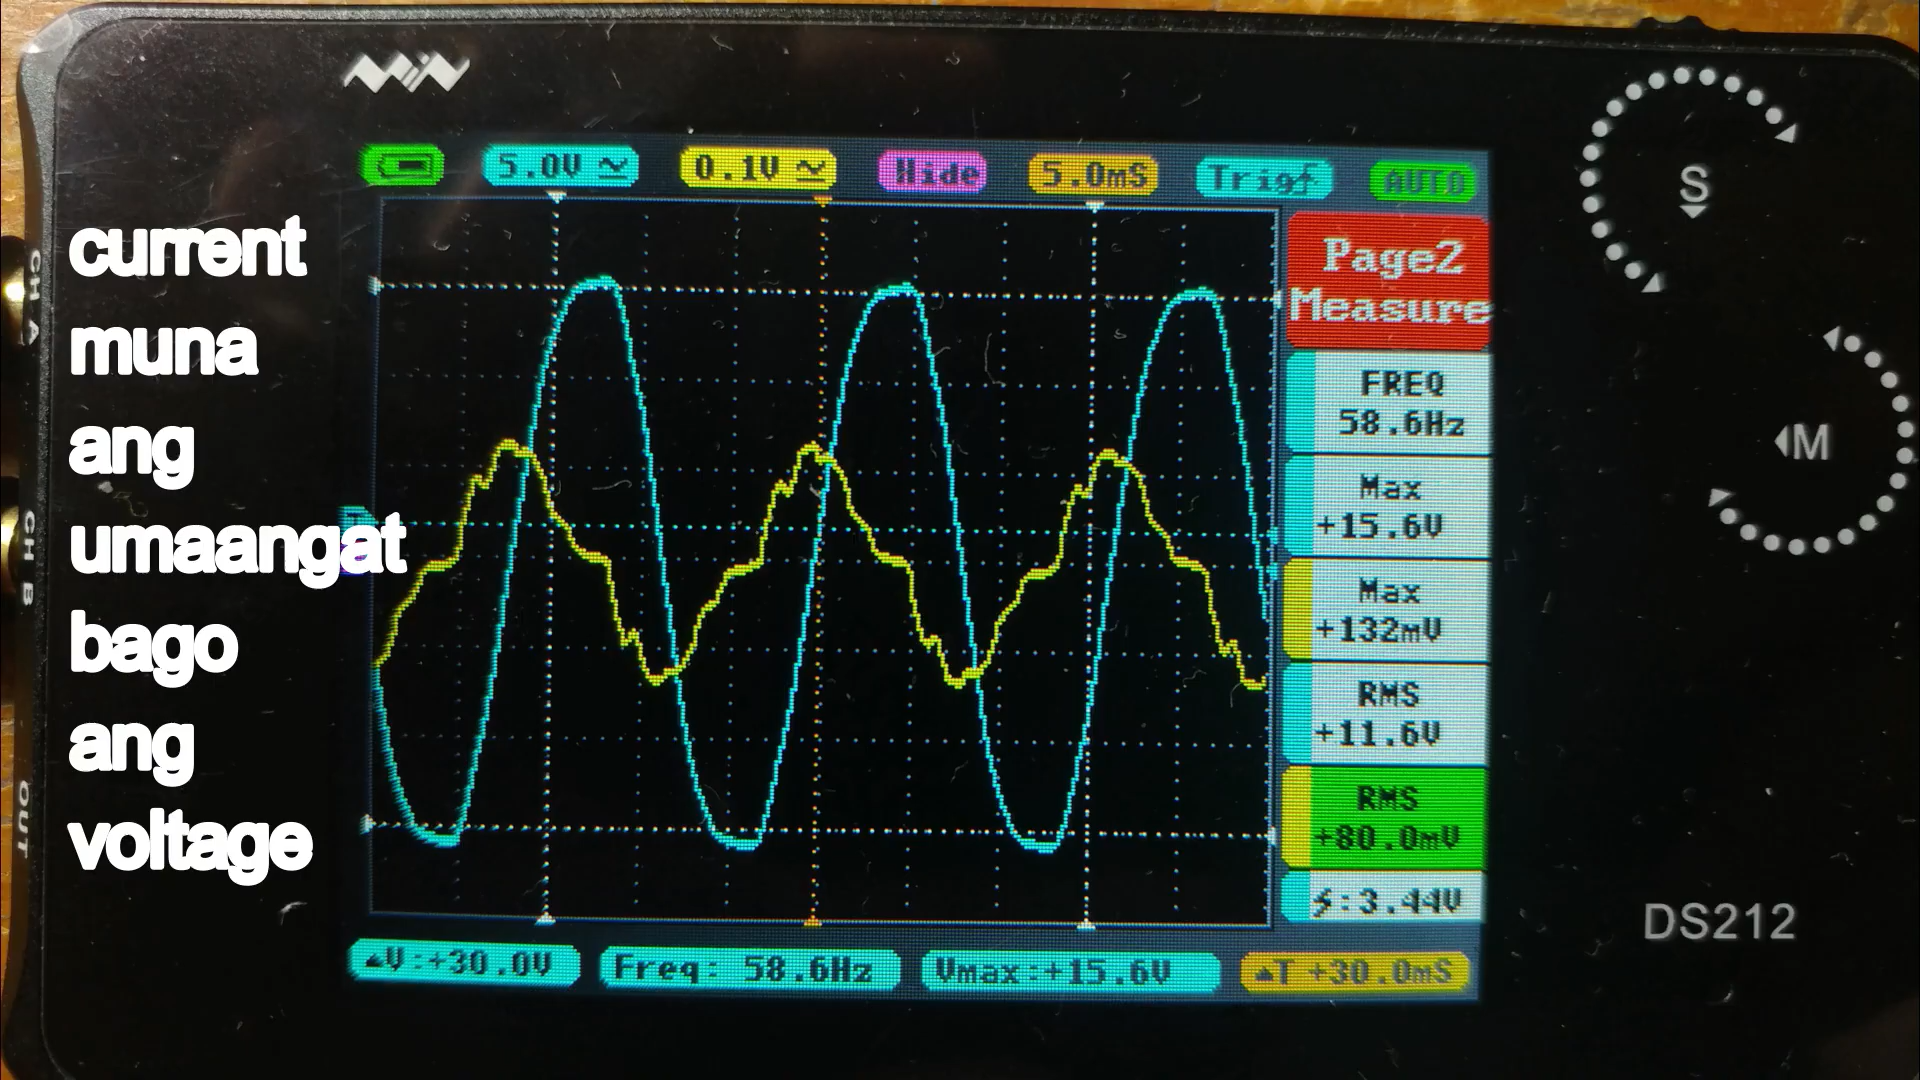 5.0V
0.1V
Hide
5.0mS
Trig
AUTO
current
muna
ang
umaangat
bago
ang
voltage
CH A
CH B
OUT
Page2
Measure
FREQ
58.6Hz
Max
+15.6V
Max
+132mV
RMS
+11.6V
RMS
+80.0mV
:3.44V
▲V:+30.0V
Freq: 58.6Hz
Vmax:+15.6V
▲T +30.0mS
S
M
DS212